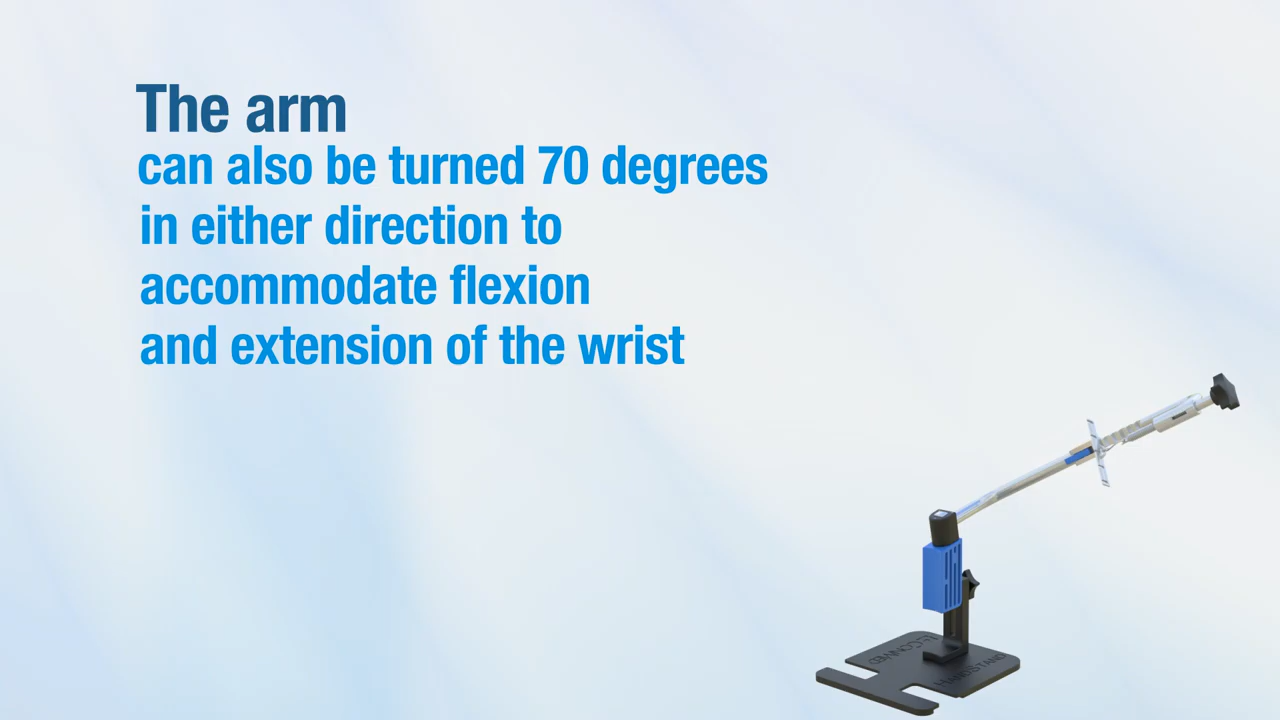 The arm
can also be turned 70 degrees
in either direction to
accommodate flexion
and extension of the wrist
HANDSTAND